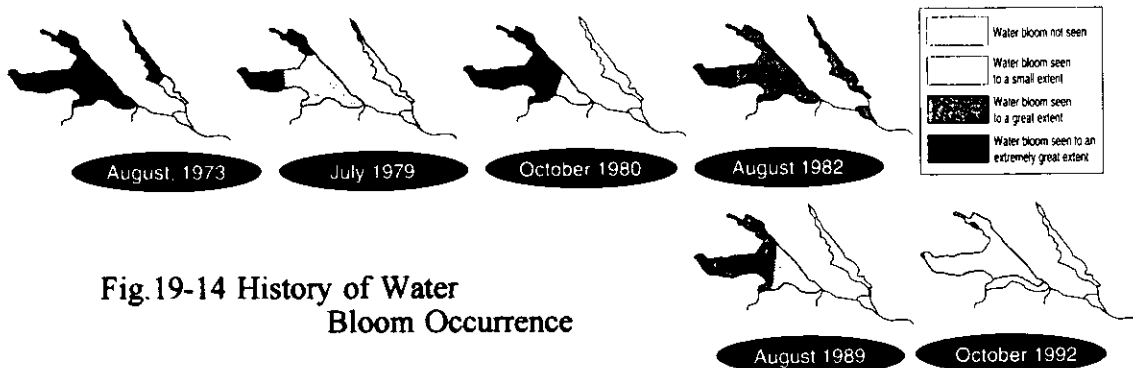 Water bloom not seen
Water bloom seen
to a small extent
Water bloom seen
to a great extent
Water bloom seen to an
extremely great extent
August, 1973
July 1979
October 1980
August 1982
Fig.19-14 History of Water
Bloom Occurrence
August 1989
October 1992